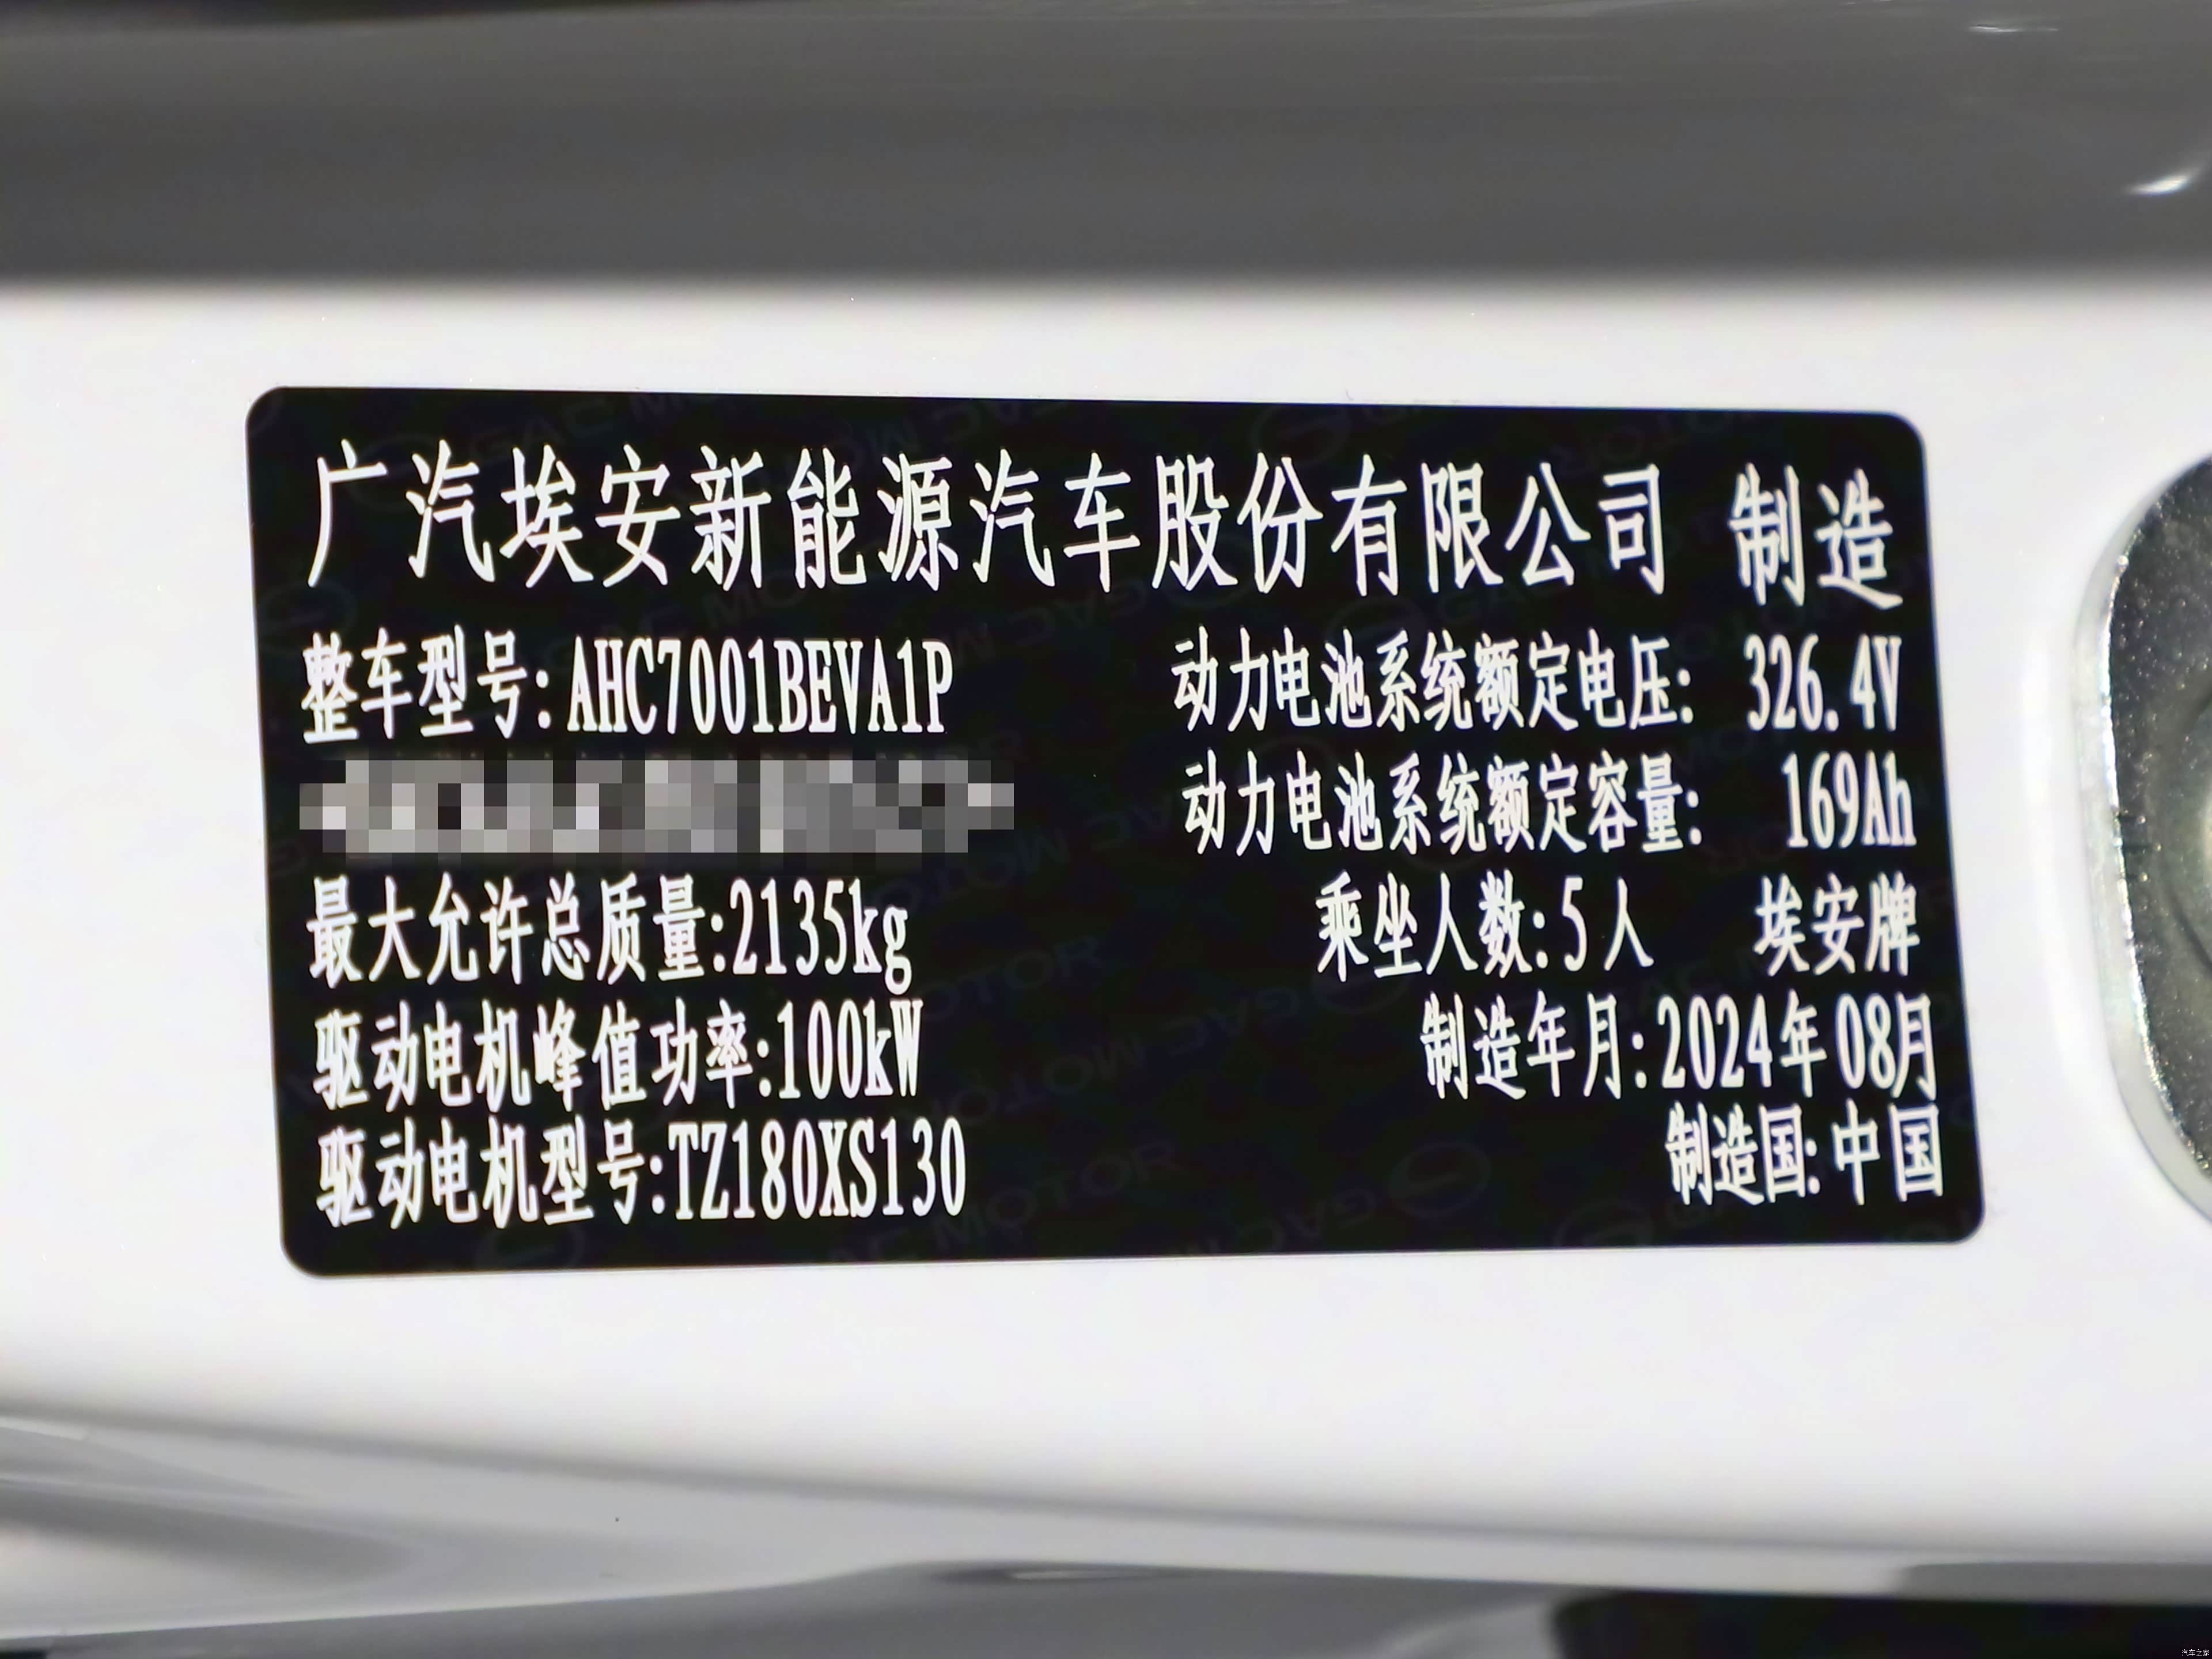 广汽埃安新能源汽车股份有限公司 制造
整车型号:AHC7001BEVA1P 动力电池系统额定电压: 326.4V
动力电池系统额定容量: 169Ah
最大允许总质量:2135kg 乘坐人数:5人 埃安牌
驱动电机峰值功率:100kW 制造年月:2024年08月
驱动电机型号:TZ180XS130 制造国:中国
汽车之家